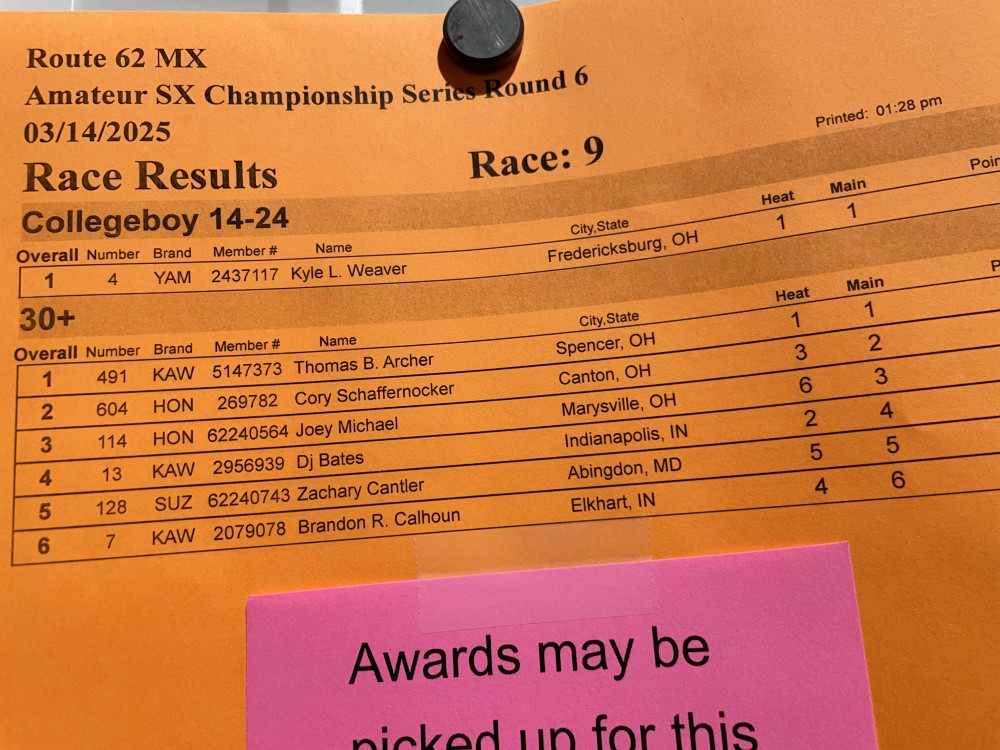 Route 62 MX
Amateur SX Championship Series Round 6
03/14/2025
Printed: 01:28 pm
Race Results Race: 9
Collegeboy 14-24
Overall Number Brand Member # Name City,State Heat Main
1 4 YAM 2437117 Kyle L. Weaver Fredericksburg, OH 1 1
30+
Overall Number Brand Member # Name City,State Heat Main
1 491 KAW 5147373 Thomas B. Archer Spencer, OH 1 1
2 604 HON 269782 Cory Schaffernocker Canton, OH 3 2
3 114 HON 62240564 Joey Michael Marysville, OH 6 3
4 13 KAW 2956939 Dj Bates Indianapolis, IN 2 4
5 128 SUZ 62240743 Zachary Cantler Abingdon, MD 5 5
6 7 KAW 2079078 Brandon R. Calhoun Elkhart, IN 4 6
Awards may be
picked up for this